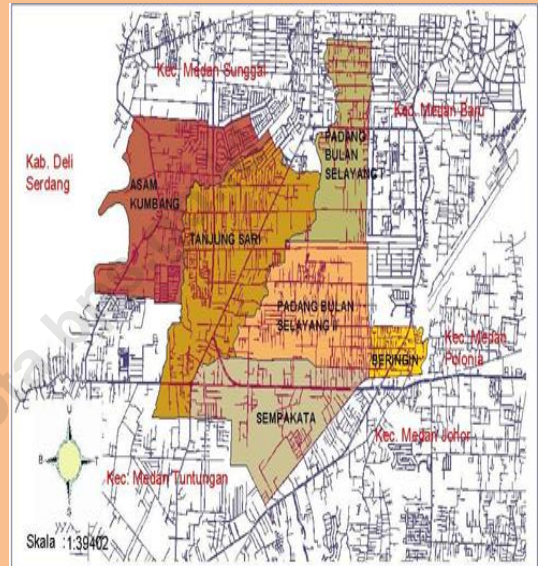 Kec. Medan Sunggal
Kec. Medan Baru
Kab. Deli
Serdang
PADANG
BULAN
SELAYANG I
ASAM
KUMBANG
TANJUNG SARI
PADANG BULAN
SELAYANG II
BERINGIN
Kec. Medan
Polonia
SEMPAKATA
Kec. Medan Johor
Kec. Medan Tuntungan
U
B
S
Skala : 1:39402